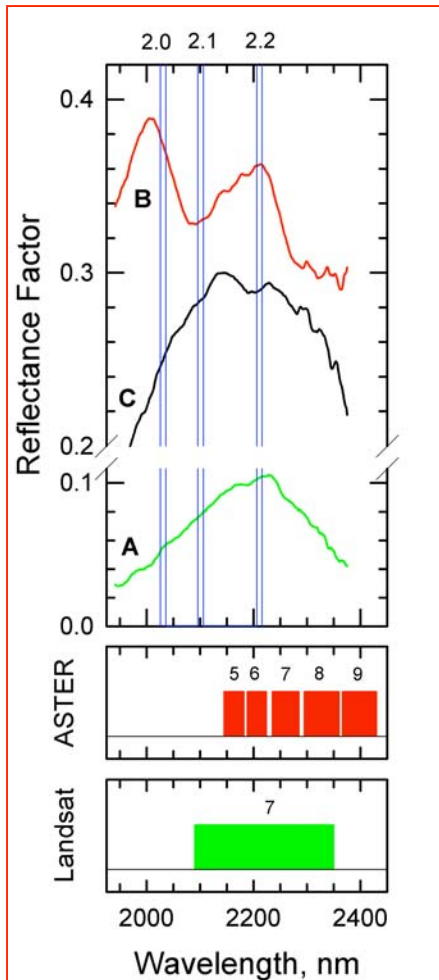 2.0 2.1 2.2
0.4
B
0.3
C
0.2
Reflectance Factor
0.1
A
0.0
5 6 7 8 9
ASTER
7
Landsat
2000 2200 2400
Wavelength, nm